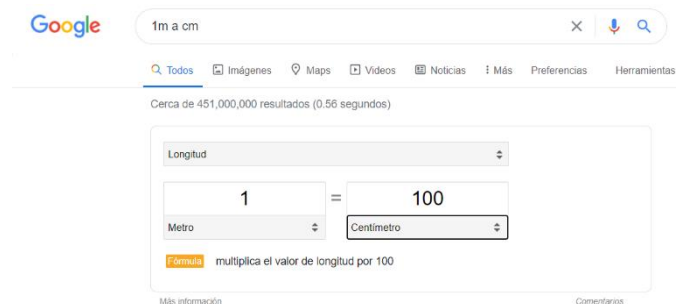 Google 1m a cm
Todos Imágenes Maps Videos Noticias Más Preferencias Herramientas
Cerca de 451,000,000 resultados (0.56 segundos)
Longitud
1 = 100
Metro Centímetro
Fórmula multiplica el valor de longitud por 100
Más información Comentarios